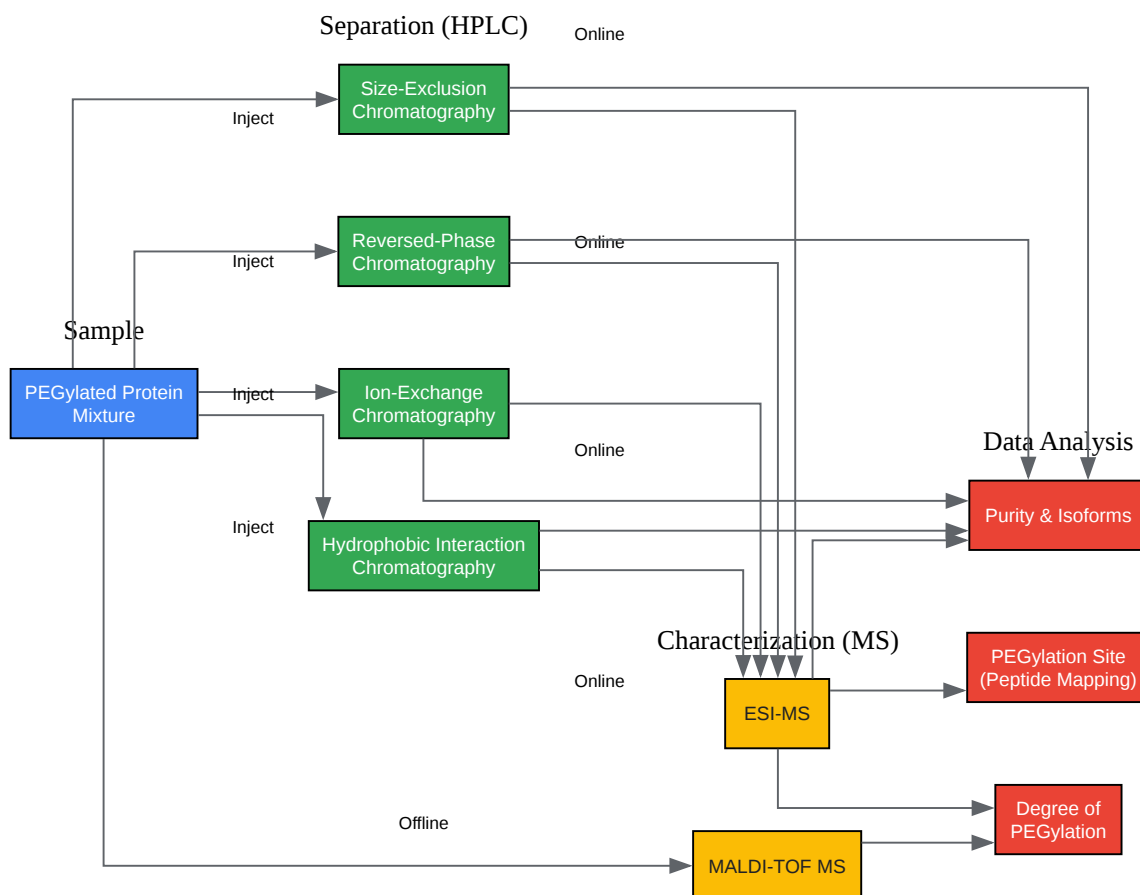 Separation (HPLC)
Online
Size-Exclusion
Chromatography
Inject
Reversed-Phase
Chromatography
Online
Inject
Sample
PEGylated Protein
Mixture
Inject
Ion-Exchange
Chromatography
Online
Data Analysis
Purity & Isoforms
Inject
Hydrophobic Interaction
Chromatography
Characterization (MS)
PEGylation Site
(Peptide Mapping)
Online
ESI-MS
Degree of
PEGylation
Offline
MALDI-TOF MS